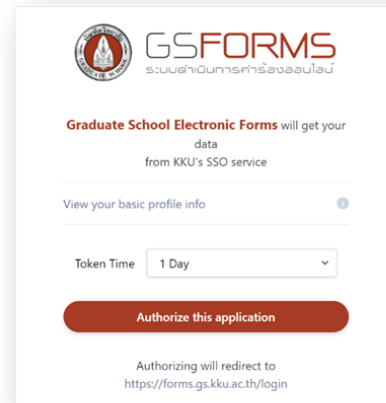 GSFORMS
ระบบดำเนินการคำร้องออนไลน์
Graduate School Electronic Forms will get your
data
from KKU's SSO service
View your basic profile info
Token Time 1 Day
Authorize this application
Authorizing will redirect to
https://forms.gs.kku.ac.th/login